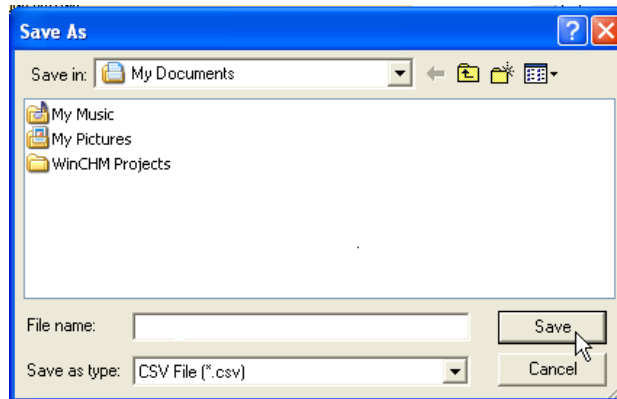 Save As
Save in: My Documents
My Music
My Pictures
WinCHM Projects
File name: Save
Save as type: CSV File (*.csv) Cancel